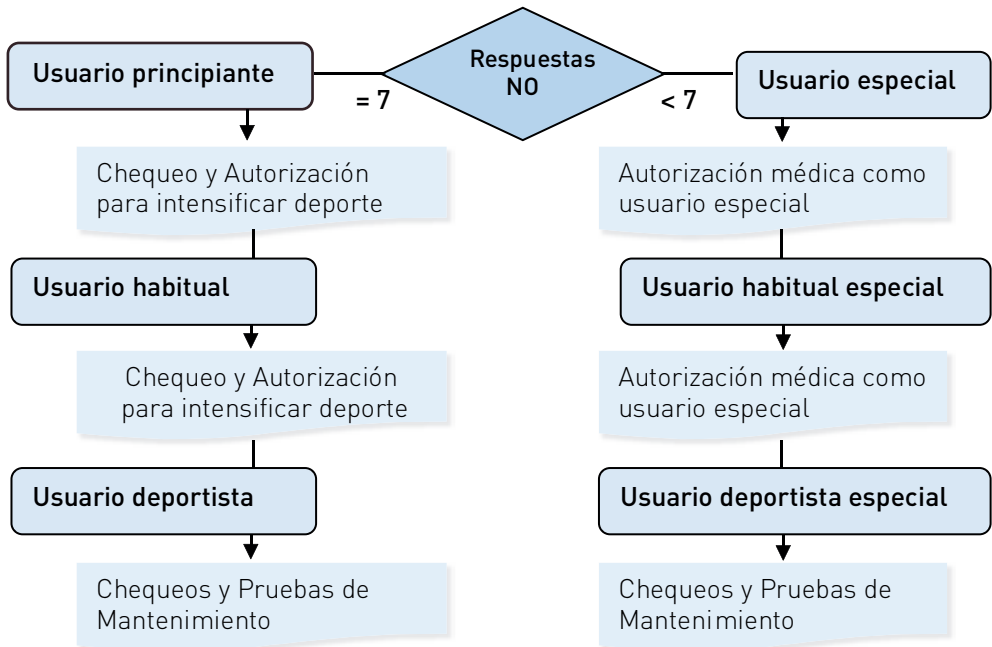 Respuestas
NO
Usuario principiante
= 7
< 7
Usuario especial
Chequeo y Autorización
para intensificar deporte
Autorización médica como
usuario especial
Usuario habitual
Usuario habitual especial
Chequeo y Autorización
para intensificar deporte
Autorización médica como
usuario especial
Usuario deportista
Usuario deportista especial
Chequeos y Pruebas de
Mantenimiento
Chequeos y Pruebas de
Mantenimiento